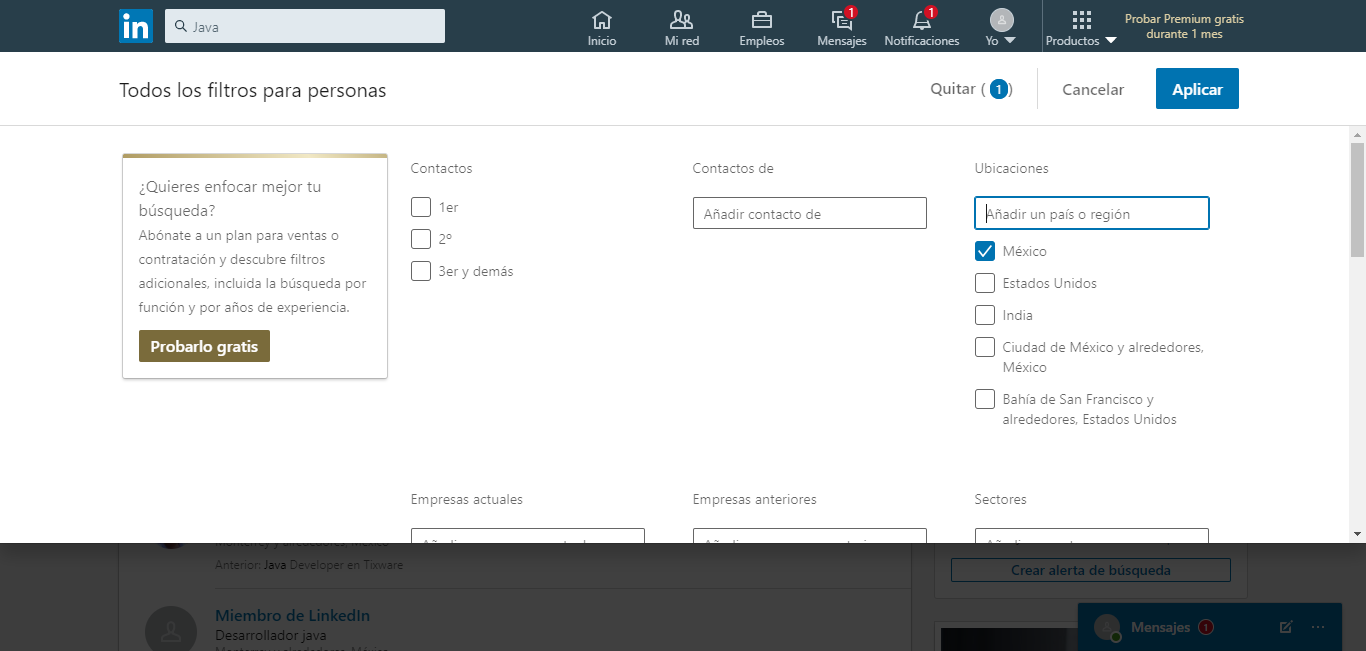 in
Java
Inicio
Mi red
Empleos
1
Mensajes
1
Notificaciones
Yo
Productos
Probar Premium gratis
durante 1 mes
Todos los filtros para personas
Quitar ( 1 )
Cancelar
Aplicar
¿Quieres enfocar mejor tu
búsqueda?
Abónate a un plan para ventas o
contratación y descubre filtros
adicionales, incluida la búsqueda por
función y por años de experiencia.
Probarlo gratis
Contactos
1er
2º
3er y demás
Contactos de
Añadir contacto de
Ubicaciones
Añadir un país o región
México
Estados Unidos
India
Ciudad de México y alrededores,
México
Bahía de San Francisco y
alrededores, Estados Unidos
Empresas actuales
Empresas anteriores
Sectores
Anterior: Java Developer en Tixware
Crear alerta de búsqueda
Miembro de LinkedIn
Desarrollador java
Monterrey y alrededores, México
Mensajes 1